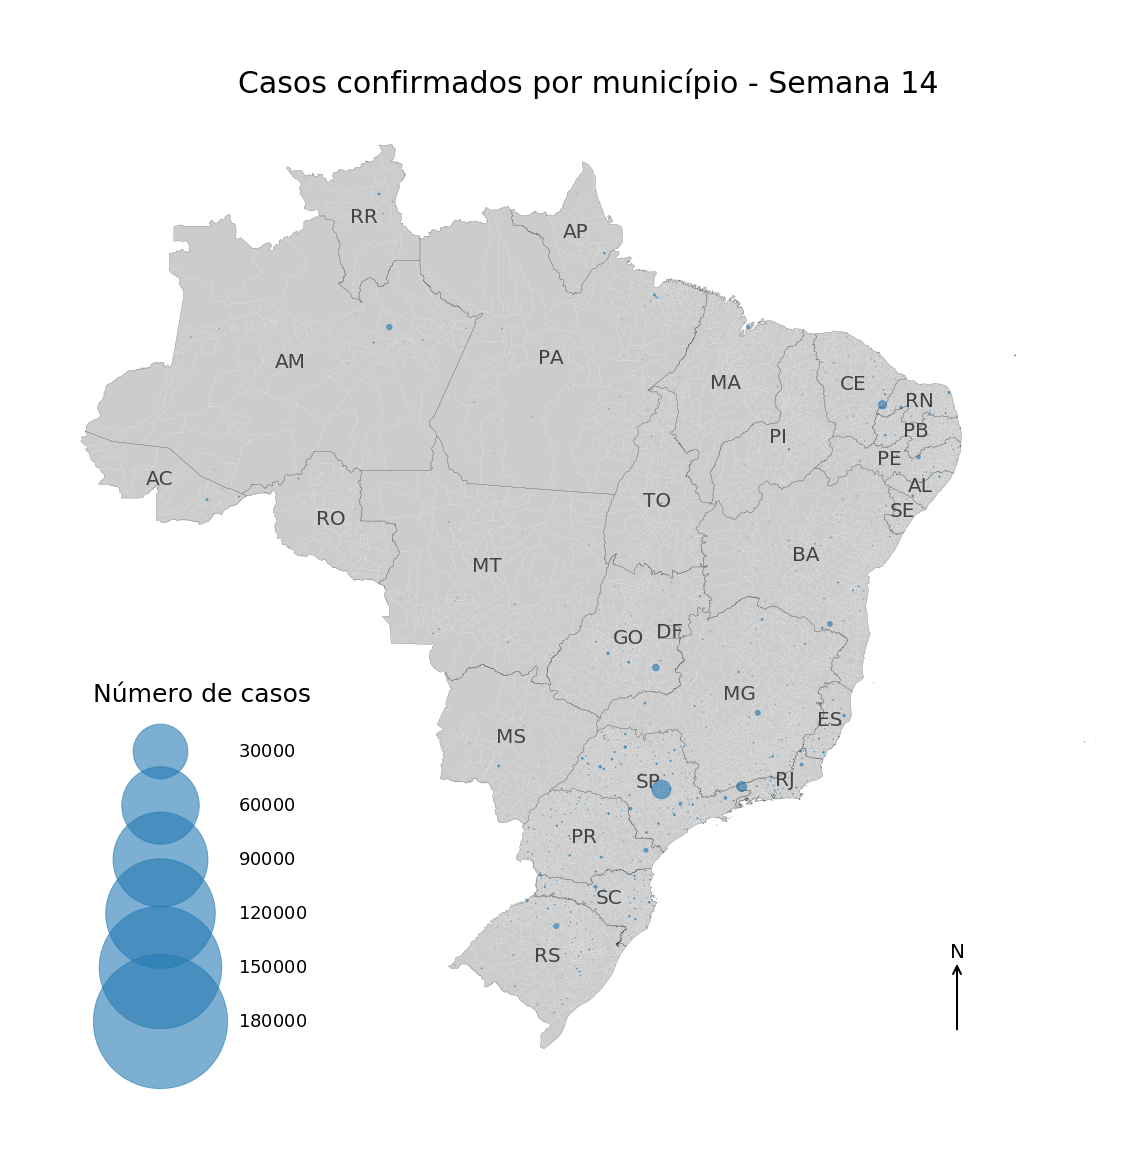 Casos confirmados por município - Semana 14
RR
AP
AM
PA
MA
CE
RN
PB
PI
PE
AL
AC
SE
TO
RO
BA
MT
DF
GO
Número de casos
MG
ES
MS
30000
SP
RJ
60000
PR
90000
SC
120000
RS
N
150000
180000